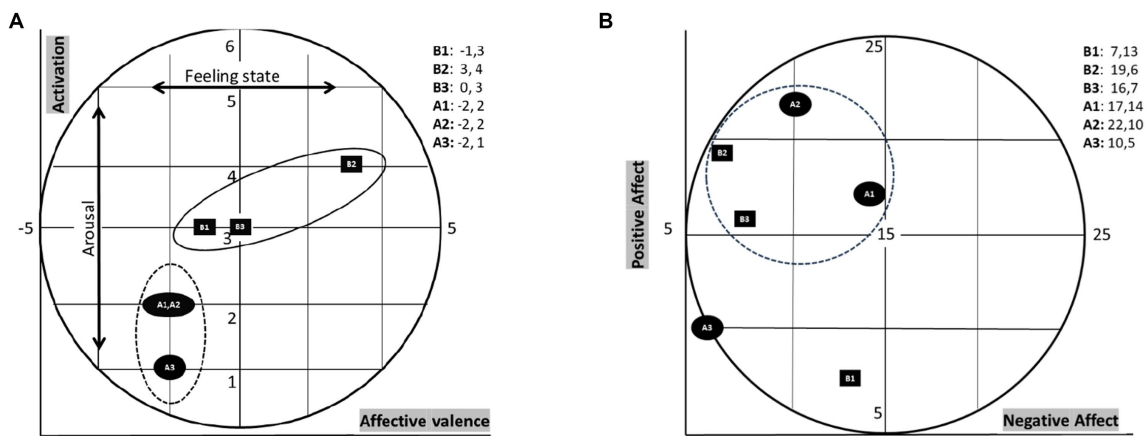 A
Activation
6
Feeling state
5
Arousal
B2
4
-5
B1
B3
3
5
A1,A2
2
A3
1
Affective valence
B1: -1,3
B2: 3, 4
B3: 0, 3
A1: -2, 2
A2: -2, 2
A3: -2, 1
B
25
A2
B2
A1
B3
Positive Affect
5
15
25
A3
B1
5
Negative Affect
B1: 7,13
B2: 19,6
B3: 16,7
A1: 17,14
A2: 22,10
A3: 10,5